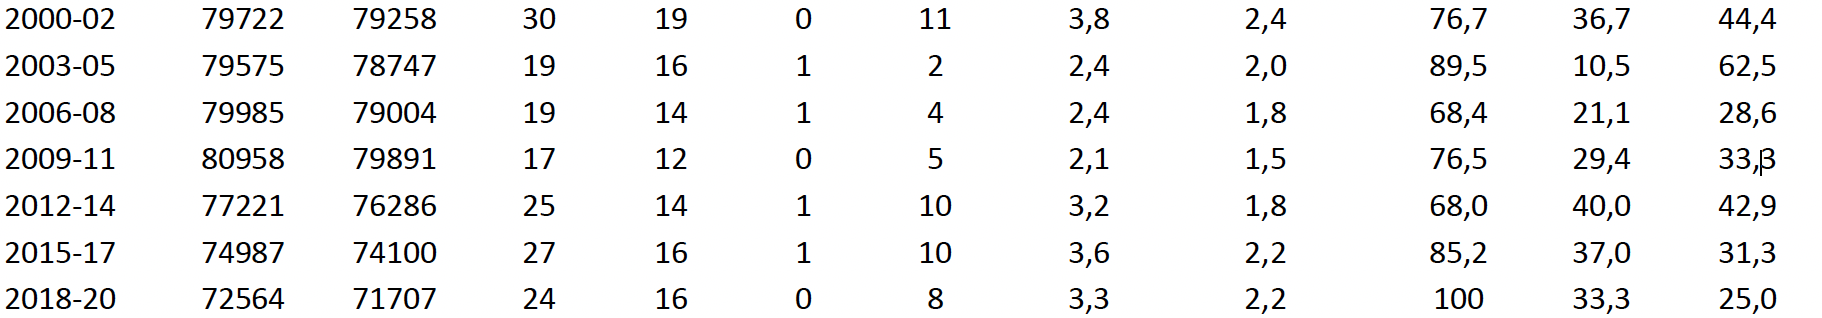 2000-02 79722 79258 30 19 0 11 3,8 2,4 76,7 36,7 44,4
2003-05 79575 78747 19 16 1 2 2,4 2,0 89,5 10,5 62,5
2006-08 79985 79004 19 14 1 4 2,4 1,8 68,4 21,1 28,6
2009-11 80958 79891 17 12 0 5 2,1 1,5 76,5 29,4 33,3
2012-14 77221 76286 25 14 1 10 3,2 1,8 68,0 40,0 42,9
2015-17 74987 74100 27 16 1 10 3,6 2,2 85,2 37,0 31,3
2018-20 72564 71707 24 16 0 8 3,3 2,2 100 33,3 25,0